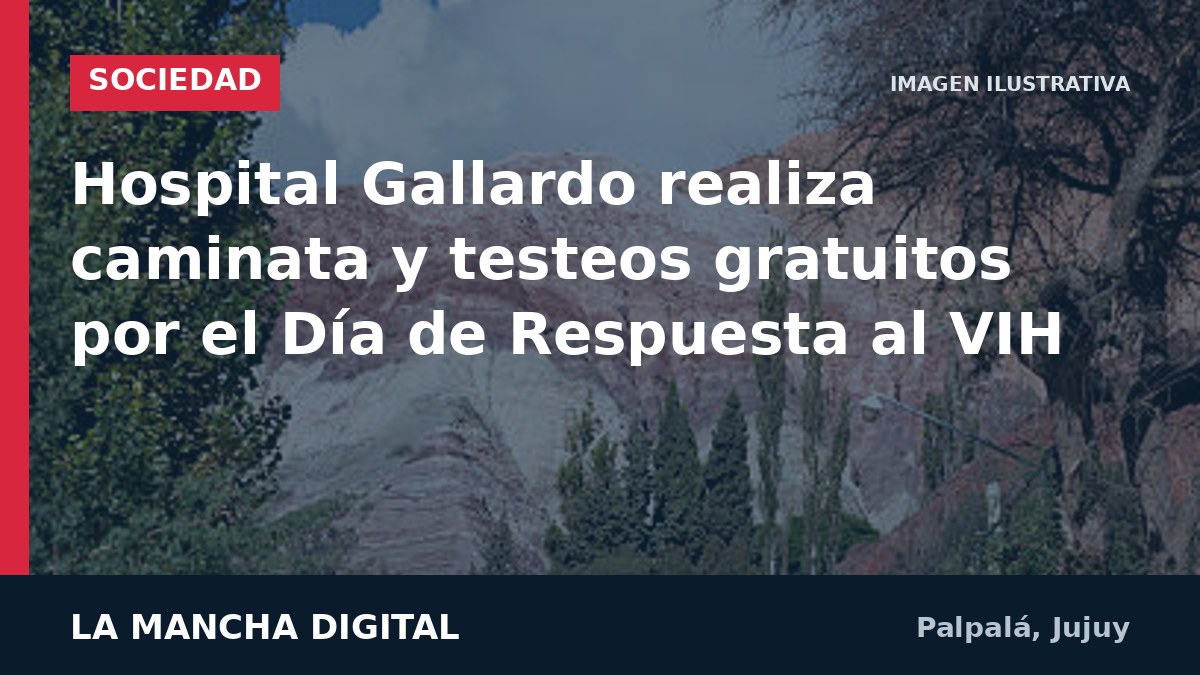 SOCIEDAD
IMAGEN ILUSTRATIVA
Hospital Gallardo realiza
caminata y testeos gratuitos
por el Día de Respuesta al VIH
LA MANCHA DIGITAL
Palpalá, Jujuy